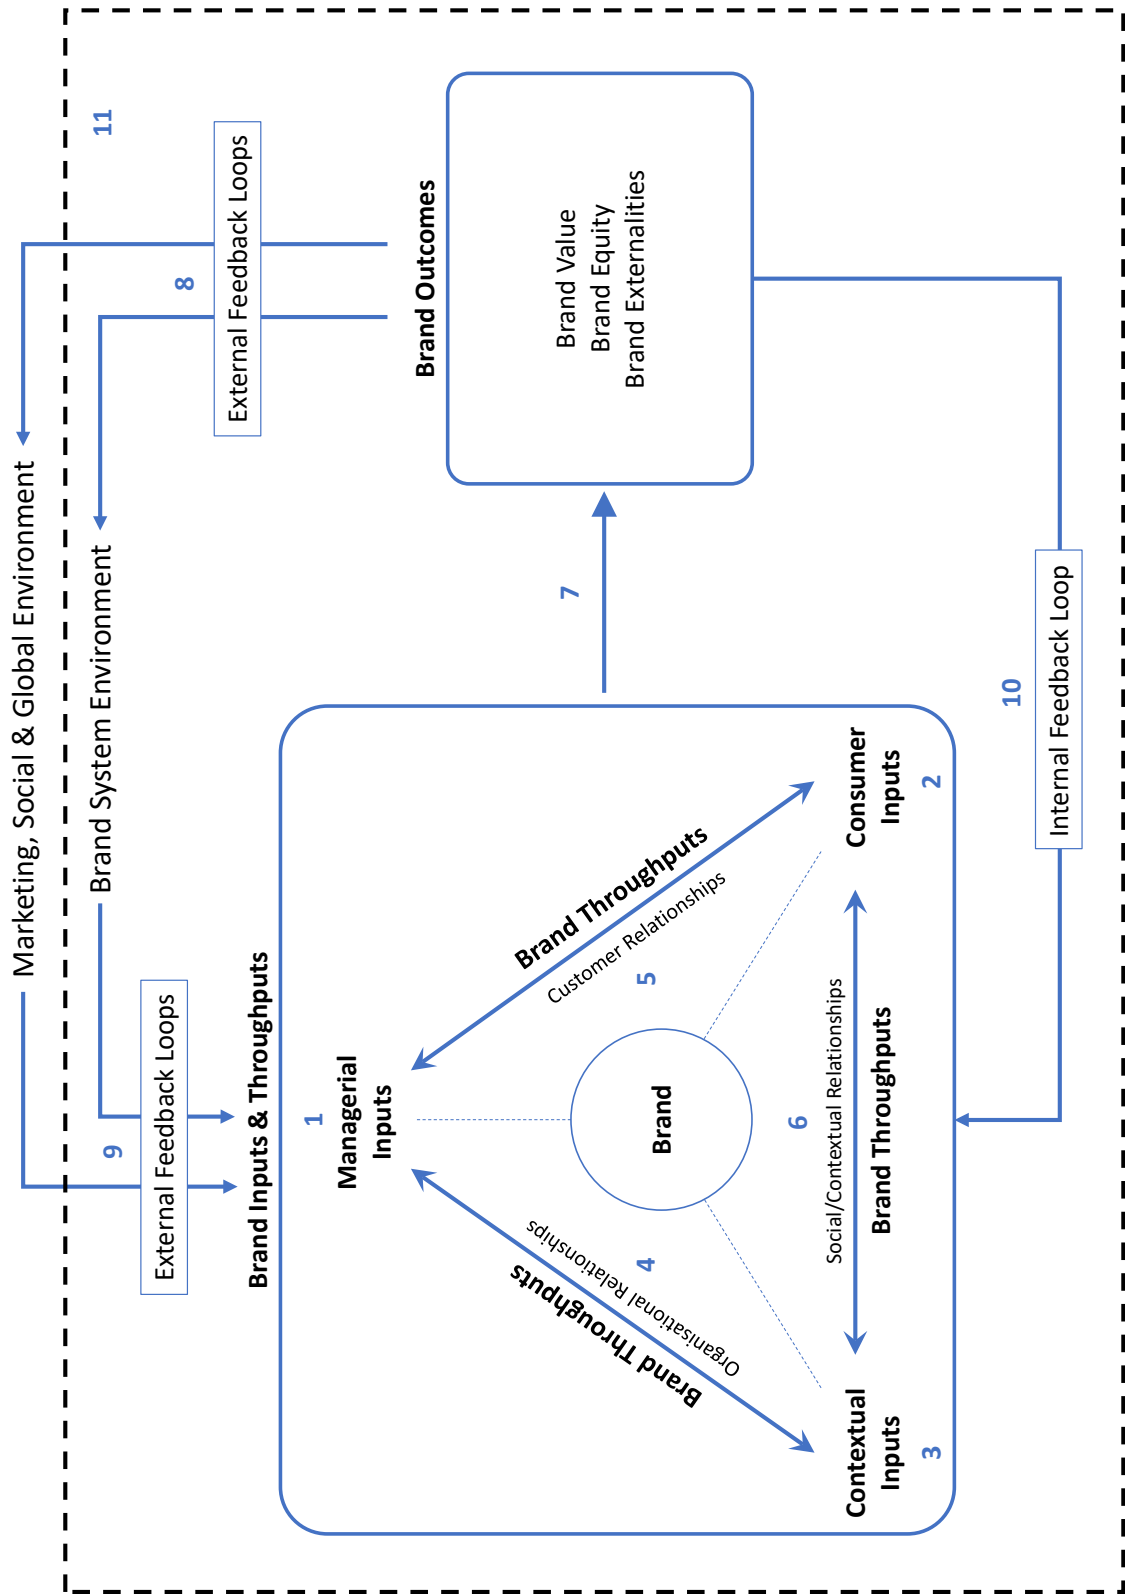 Marketing, Social & Global Environment
Brand System Environment
9
External Feedback Loops
8
External Feedback Loops
11
Brand Inputs & Throughputs
1
Managerial
Inputs
Brand Throughputs
Organisational Relationships
4
Brand
Brand Throughputs
Customer Relationships
5
6
Social/Contextual Relationships
Brand Throughputs
Contextual
Inputs
3
Consumer
Inputs
2
7
Brand Outcomes
Brand Value
Brand Equity
Brand Externalities
10
Internal Feedback Loop